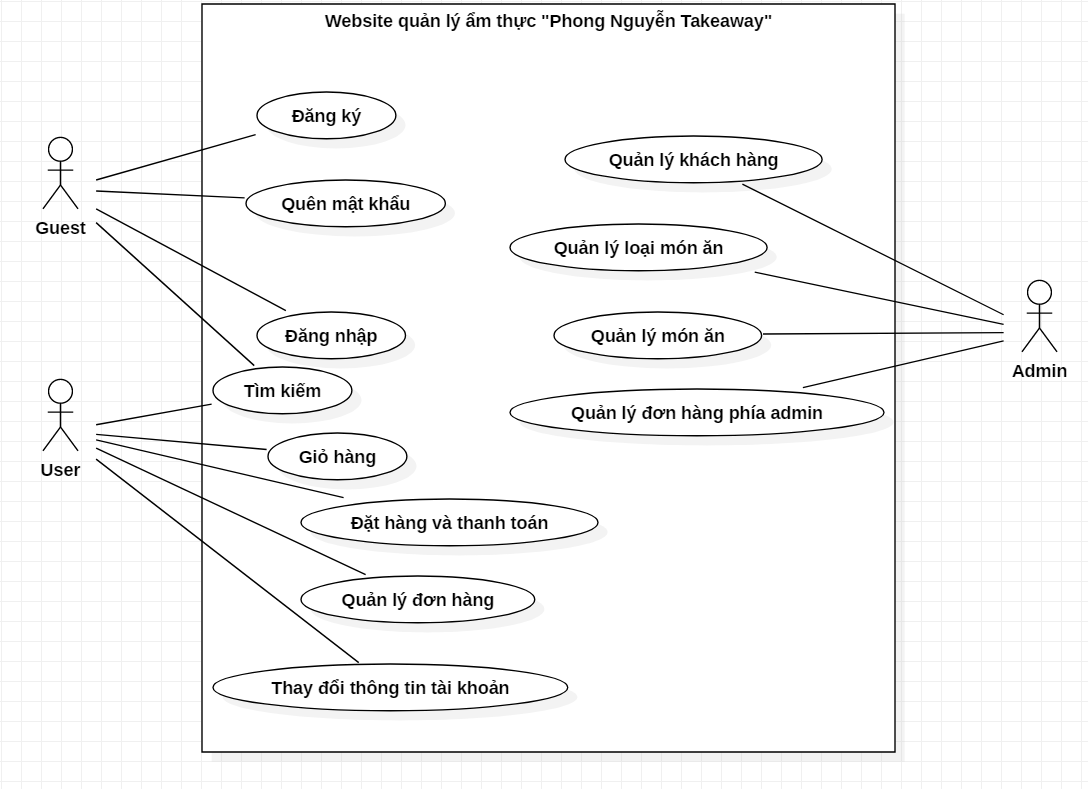 Website quản lý ẩm thực "Phong Nguyễn Takeaway"
Đăng ký
Quản lý khách hàng
Quên mật khẩu
Guest
Quản lý loại món ăn
Đăng nhập
Quản lý món ăn
Admin
Tìm kiếm
Quản lý đơn hàng phía admin
Giỏ hàng
User
Đặt hàng và thanh toán
Quản lý đơn hàng
Thay đổi thông tin tài khoản